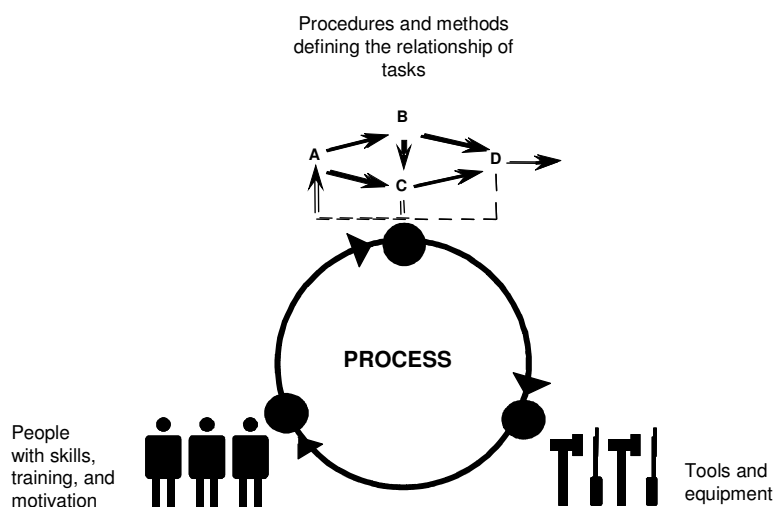 Procedures and methods
defining the relationship of
tasks
B
A
D
C
PROCESS
People
with skills,
training, and
motivation
Tools and
equipment